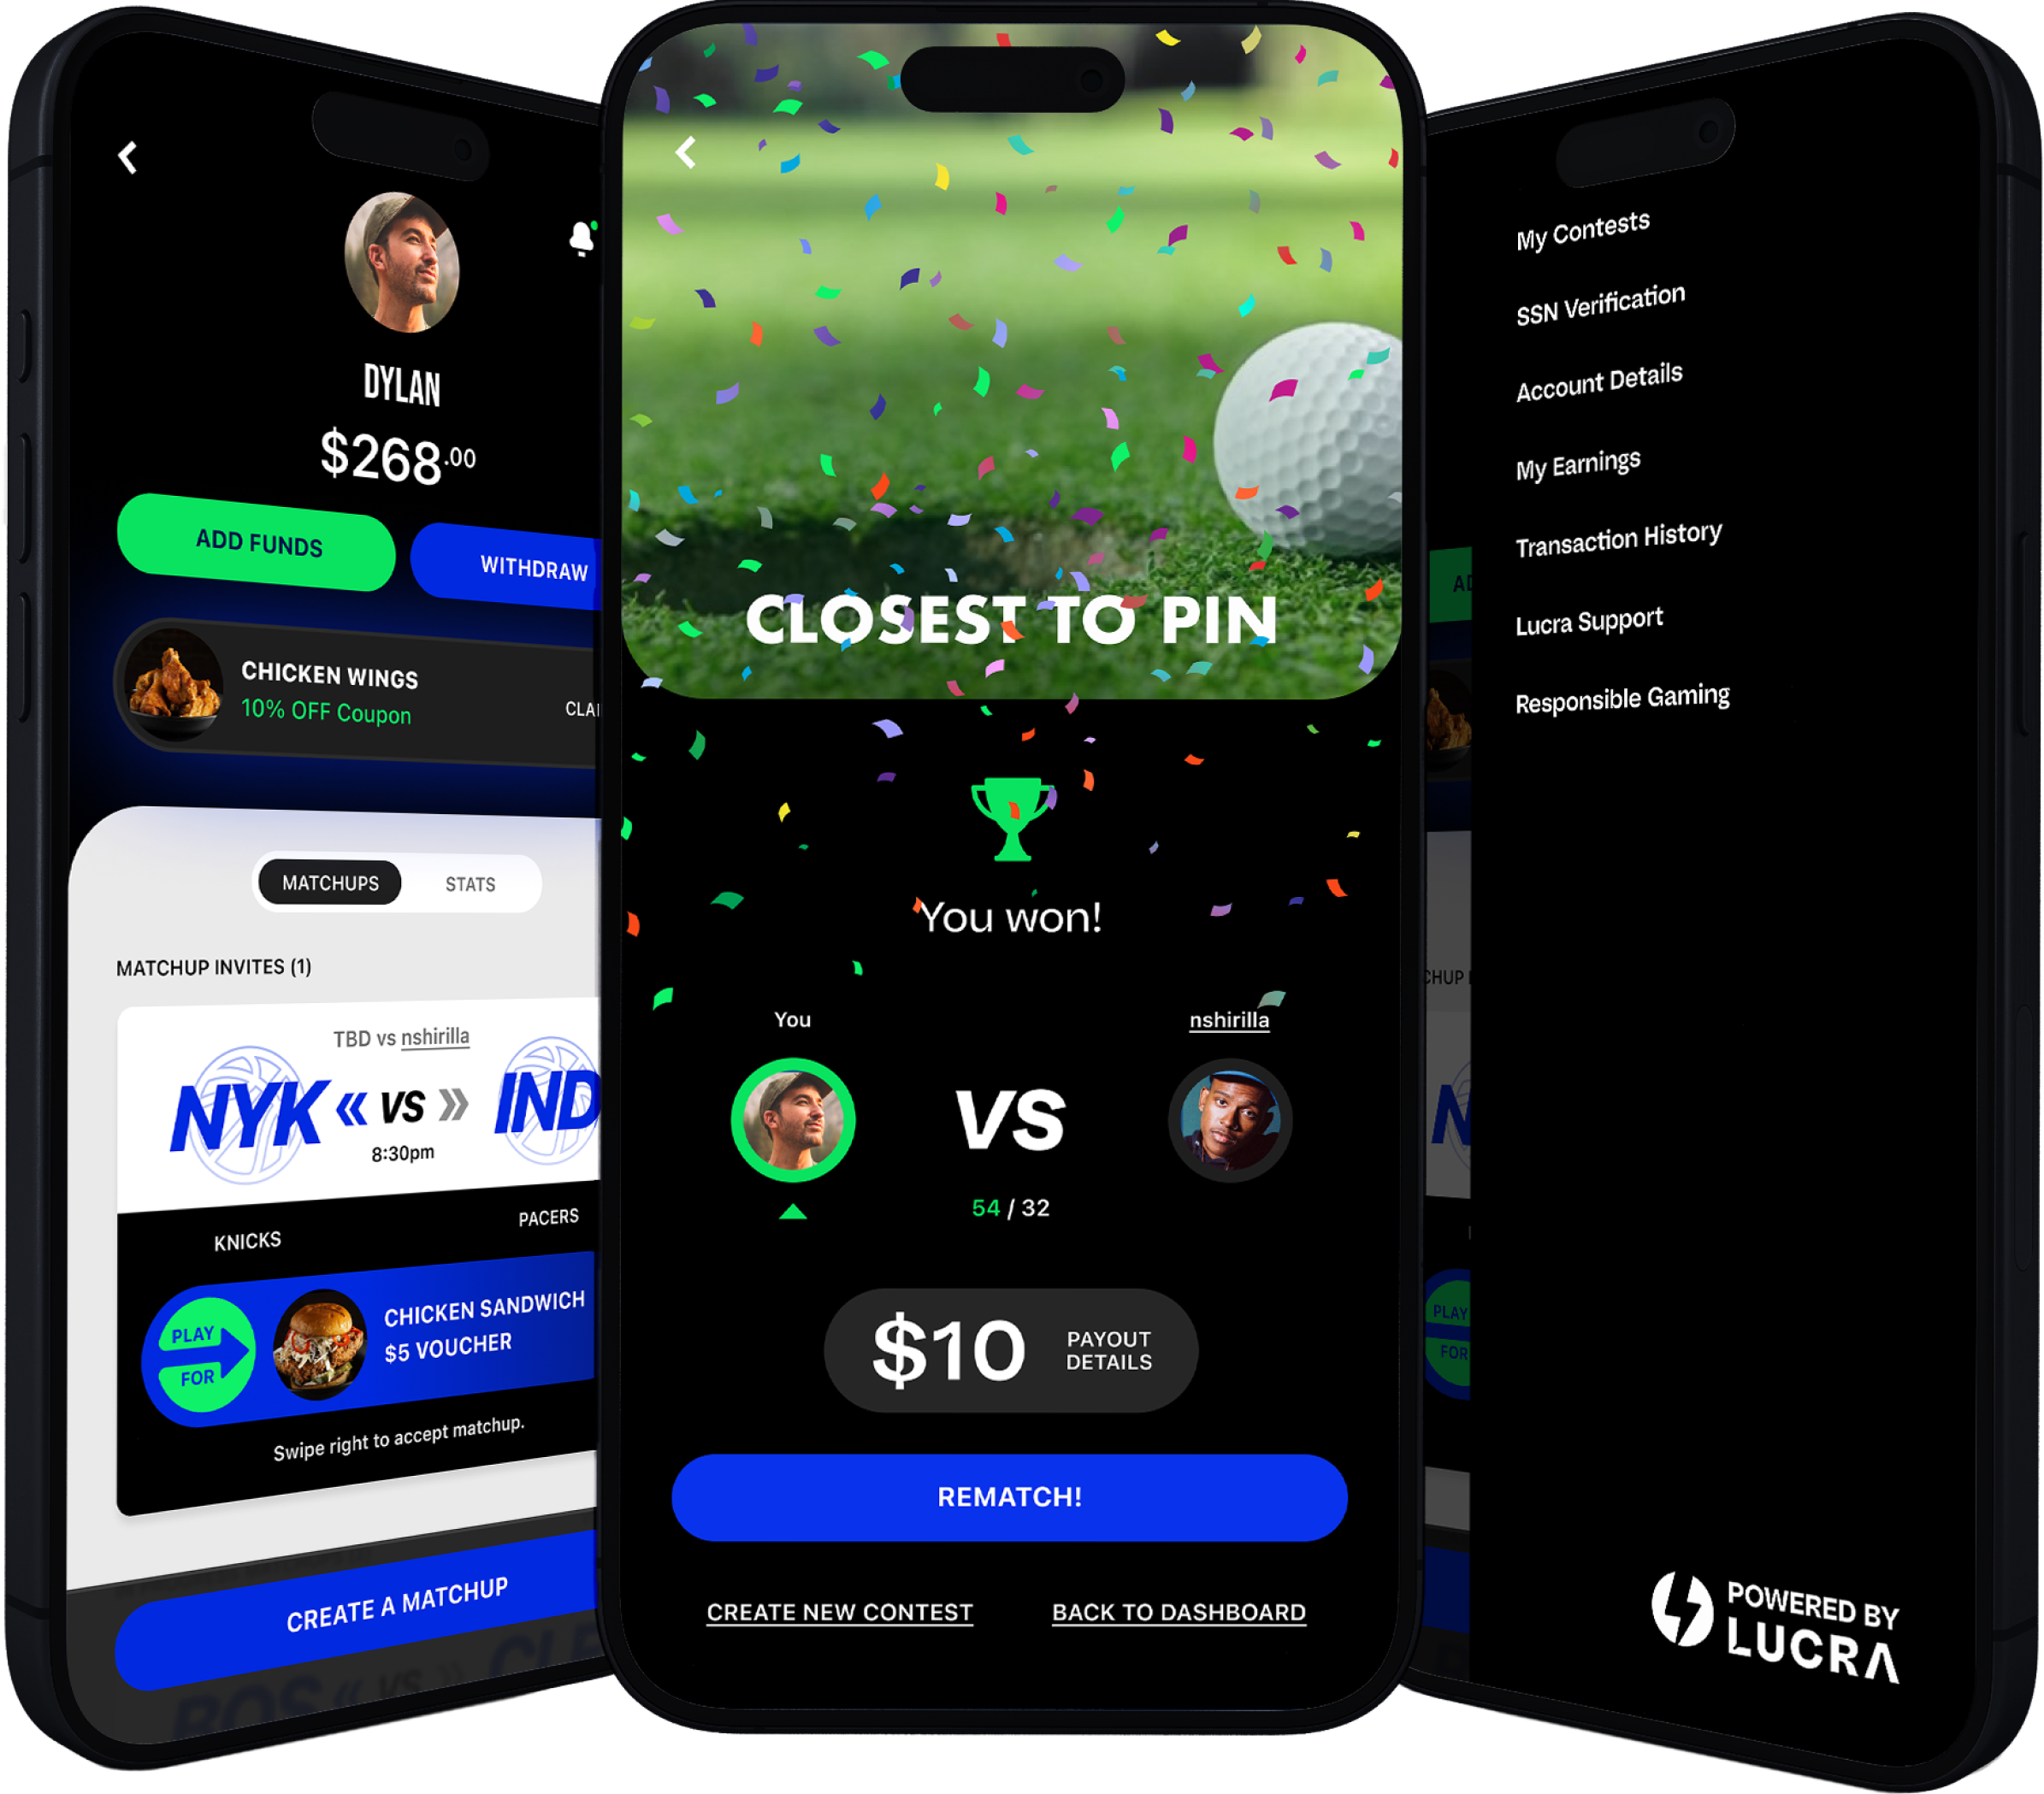 DYLAN
$268.00
ADD FUNDS
WITHDRAW
CHICKEN WINGS
10% OFF Coupon
MATCHUPS
STATS
MATCHUP INVITES (1)
TBD vs nshirilla
NYK « VS » IND
8:30pm
KNICKS
PACERS
PLAY
FOR
CHICKEN SANDWICH
$5 VOUCHER
Swipe right to accept matchup.
CREATE A MATCHUP
BOS « VS »
CLOSEST TO PIN
You won!
You
nshirilla
VS
54 / 32
$10
PAYOUT
DETAILS
REMATCH!
CREATE NEW CONTEST
BACK TO DASHBOARD
My Contests
SSN Verification
Account Details
My Earnings
Transaction History
Lucra Support
Responsible Gaming
PLAY
FOR
POWERED BY
LUCRA